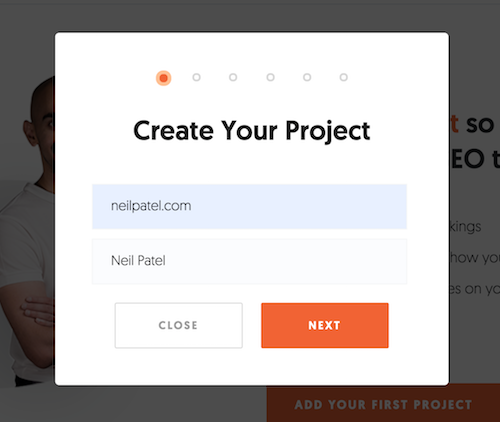 Create Your Project
neilpatel.com
Neil Patel
CLOSE
NEXT
so
EO t
kings
how you
es on yo
ADD YOUR FIRST PROJECT